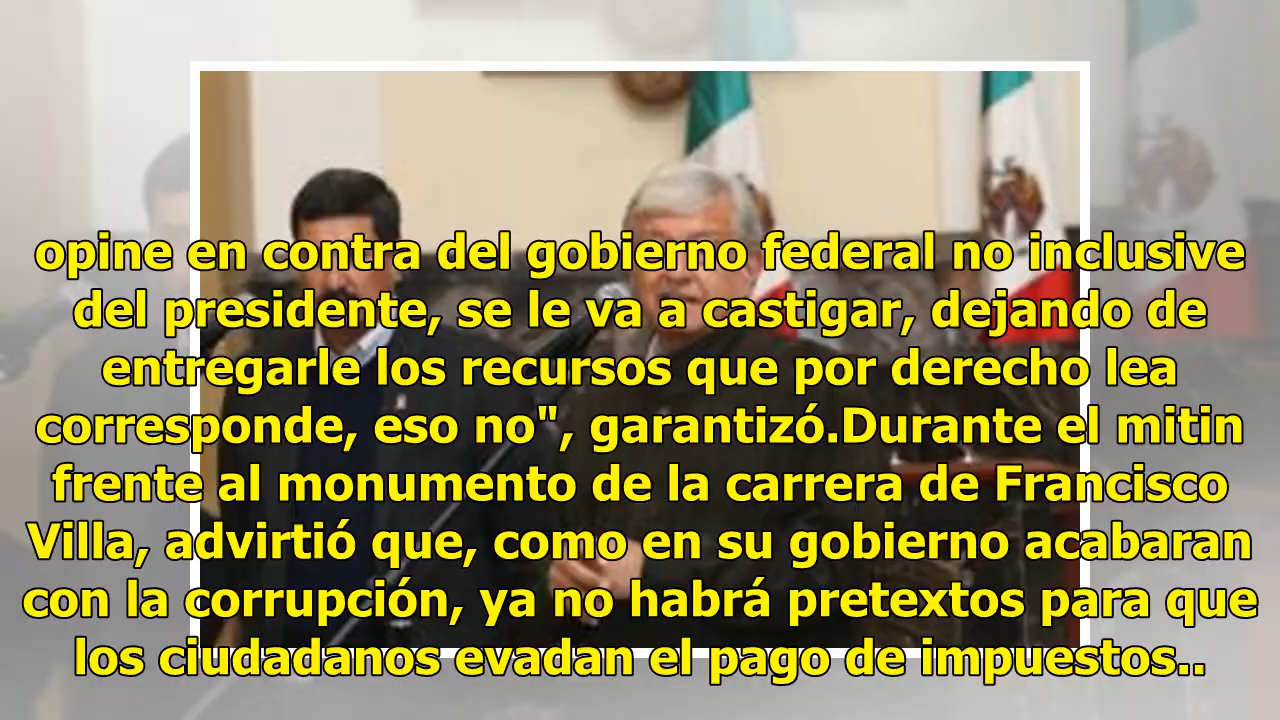 opine en contra del gobierno federal no inclusive
del presidente, se le va a castigar, dejando de
entregarle los recursos que por derecho lea
corresponde, eso no", garantizó.Durante el mitin
frente al monumento de la carrera de Francisco
Villa, advirtió que, como en su gobierno acabaran
con la corrupción, ya no habrá pretextos para que
los ciudadanos evadan el pago de impuestos..